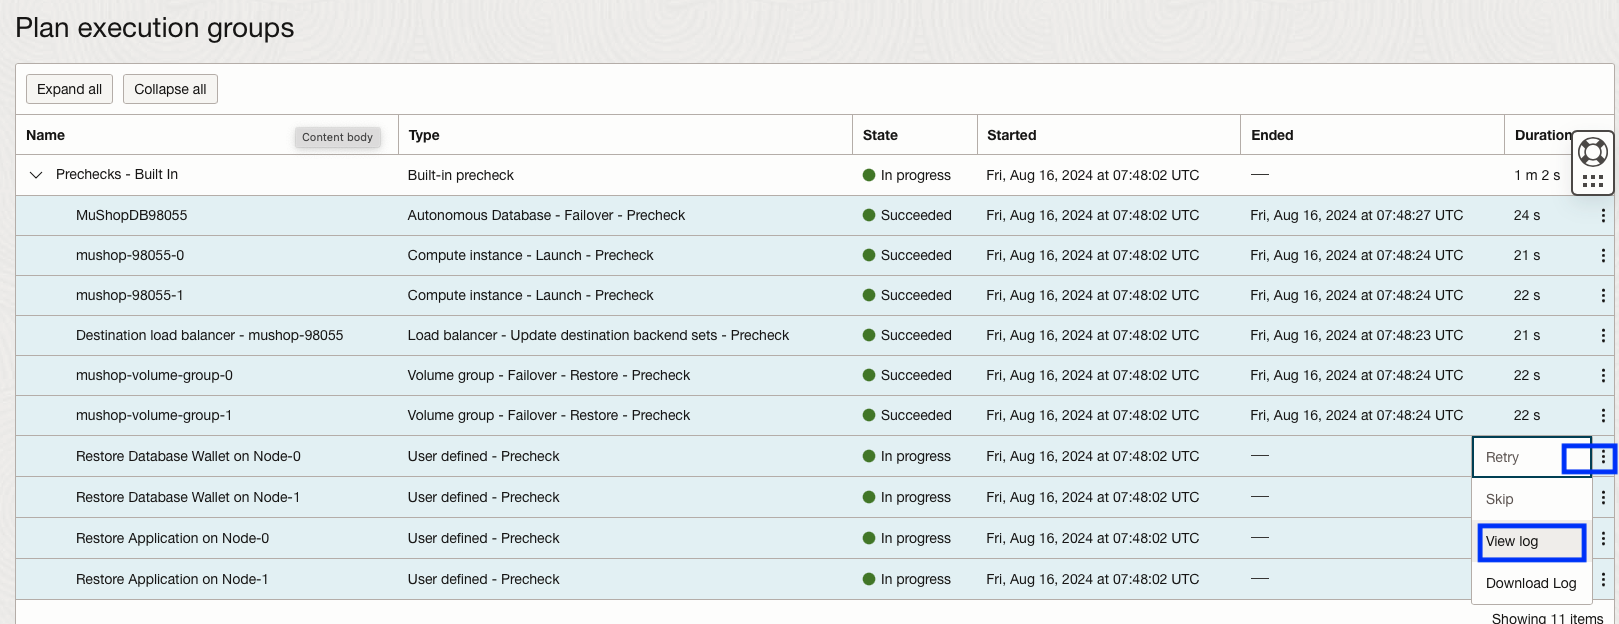 Plan execution groups
Expand all Collapse all
Name Content body Type State Started Ended Duration
Prechecks - Built In Built-in precheck In progress Fri, Aug 16, 2024 at 07:48:02 UTC — 1 m 2 s
MuShopDB98055 Autonomous Database - Failover - Precheck Succeeded Fri, Aug 16, 2024 at 07:48:02 UTC Fri, Aug 16, 2024 at 07:48:27 UTC 24 s
mushop-98055-0 Compute instance - Launch - Precheck Succeeded Fri, Aug 16, 2024 at 07:48:02 UTC Fri, Aug 16, 2024 at 07:48:24 UTC 21 s
mushop-98055-1 Compute instance - Launch - Precheck Succeeded Fri, Aug 16, 2024 at 07:48:02 UTC Fri, Aug 16, 2024 at 07:48:24 UTC 22 s
Destination load balancer - mushop-98055 Load balancer - Update destination backend sets - Precheck Succeeded Fri, Aug 16, 2024 at 07:48:02 UTC Fri, Aug 16, 2024 at 07:48:23 UTC 21 s
mushop-volume-group-0 Volume group - Failover - Restore - Precheck Succeeded Fri, Aug 16, 2024 at 07:48:02 UTC Fri, Aug 16, 2024 at 07:48:24 UTC 22 s
mushop-volume-group-1 Volume group - Failover - Restore - Precheck Succeeded Fri, Aug 16, 2024 at 07:48:02 UTC Fri, Aug 16, 2024 at 07:48:24 UTC 22 s
Restore Database Wallet on Node-0 User defined - Precheck In progress Fri, Aug 16, 2024 at 07:48:02 UTC — Retry
Restore Database Wallet on Node-1 User defined - Precheck In progress Fri, Aug 16, 2024 at 07:48:02 UTC — Skip
Restore Application on Node-0 User defined - Precheck In progress Fri, Aug 16, 2024 at 07:48:02 UTC — View log
Restore Application on Node-1 User defined - Precheck In progress Fri, Aug 16, 2024 at 07:48:02 UTC — Download Log
Showing 11 items